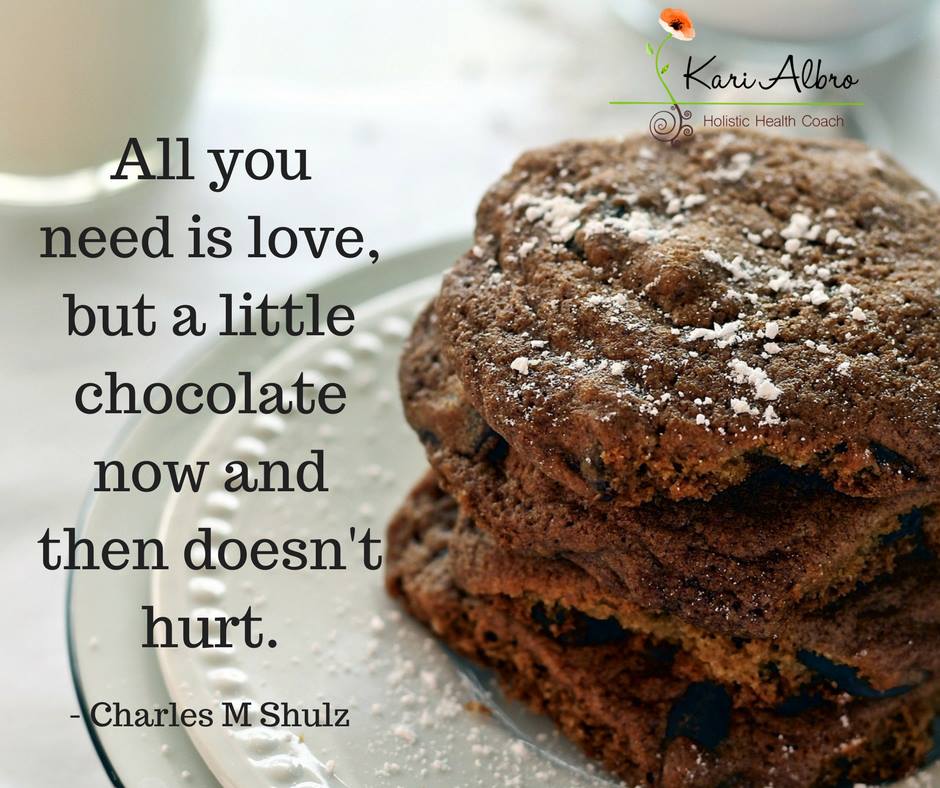 Kari Albro
Holistic Health Coach
All you
need is love,
but a little
chocolate
now and
then doesn't
hurt.
- Charles M Shulz